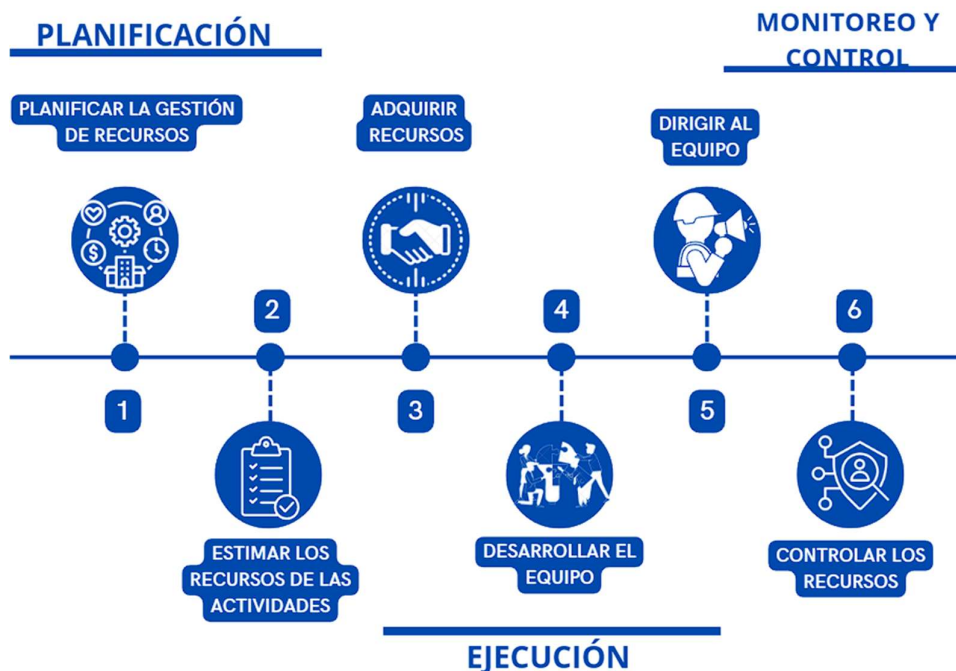 PLANIFICACIÓN
MONITOREO Y
CONTROL
PLANIFICAR LA GESTIÓN
DE RECURSOS
ADQUIRIR
RECURSOS
DIRIGIR AL
EQUIPO
$
2
4
6
1
3
5
ESTIMAR LOS
RECURSOS DE LAS
ACTIVIDADES
DESARROLLAR EL
EQUIPO
CONTROLAR LOS
RECURSOS
EJECUCIÓN